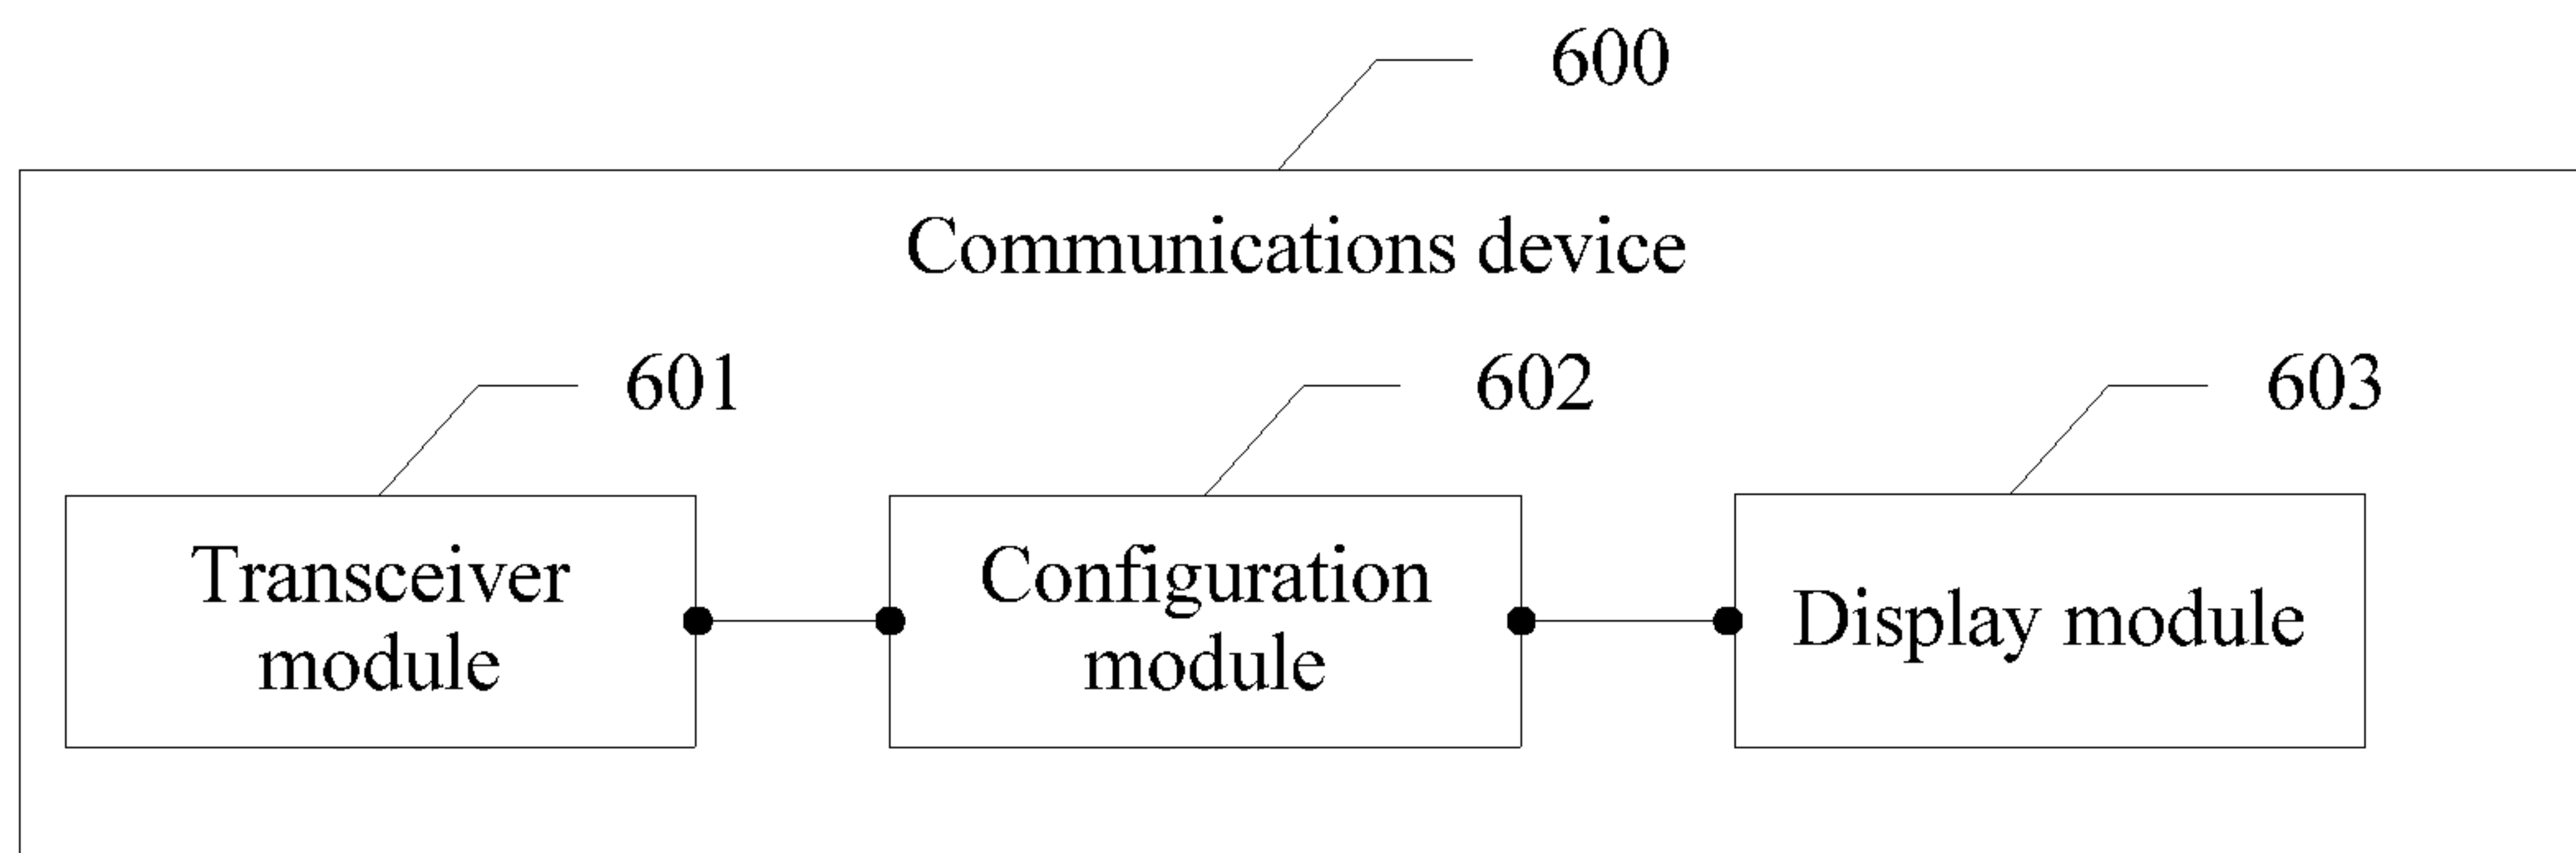 600
Communications device
601
602
603
Transceiver
module
Configuration
module
Display module